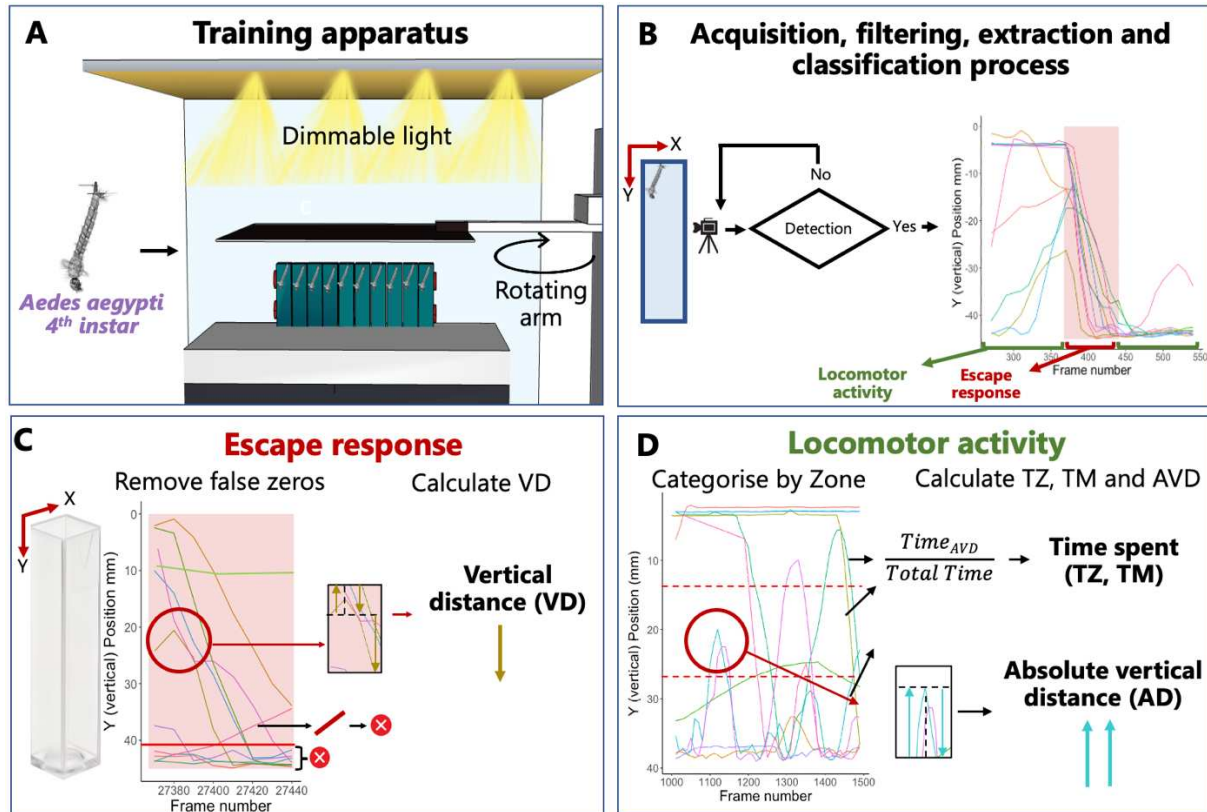 A
Training apparatus
Dimmable light
Rotating
arm
Aedes aegypti
4th instar
B
Acquisition, filtering, extraction and
classification process
X
Y
No
Detection
Yes
Y (vertical) Position mm
0
-10
-20
-30
-40
300 350 400 450 500 550
Frame number
Locomotor
activity
Escape
response
C
Escape response
Remove false zeros
Calculate VD
X
Y
Y (vertical) Position (mm)
0
10
20
30
40
27380 27400 27420 27440
Frame number
Vertical
distance (VD)
D
Locomotor activity
Categorise by Zone
Calculate TZ, TM and AVD
Y (vertical) Position (mm)
10
20
30
40
1000 1100 1200 1300 1400 1500
Frame number
Time AVD
Total Time
Time spent
(TZ, TM)
Absolute vertical
distance (AD)